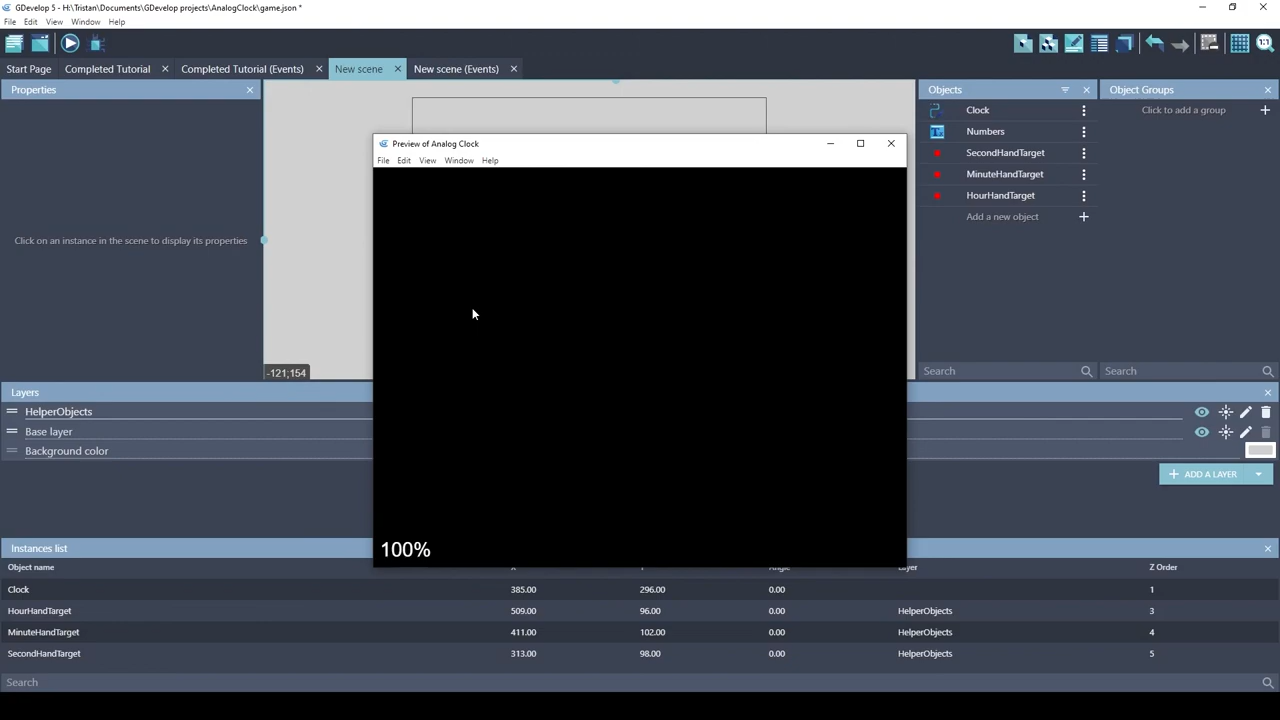 GDevelop 5 - H:\Tristan\Documents\GDevelop projects\AnalogClock\game.json *
File Edit View Window Help
Start Page Completed Tutorial Completed Tutorial (Events) New scene New scene (Events)
Properties
Click on an instance in the scene to display its properties
-121;154
Preview of Analog Clock
File Edit View Window Help
100%
Objects
Clock
Numbers
SecondHandTarget
MinuteHandTarget
HourHandTarget
Add a new object
Search
Object Groups
Click to add a group
Search
Layers
HelperObjects
Base layer
Background color
ADD A LAYER
Instances list
Object name Angle Layer Z Order
Clock 385.00 296.00 0.00 1
HourHandTarget 509.00 96.00 0.00 HelperObjects 3
MinuteHandTarget 411.00 102.00 0.00 HelperObjects 4
SecondHandTarget 313.00 98.00 0.00 HelperObjects 5
Search